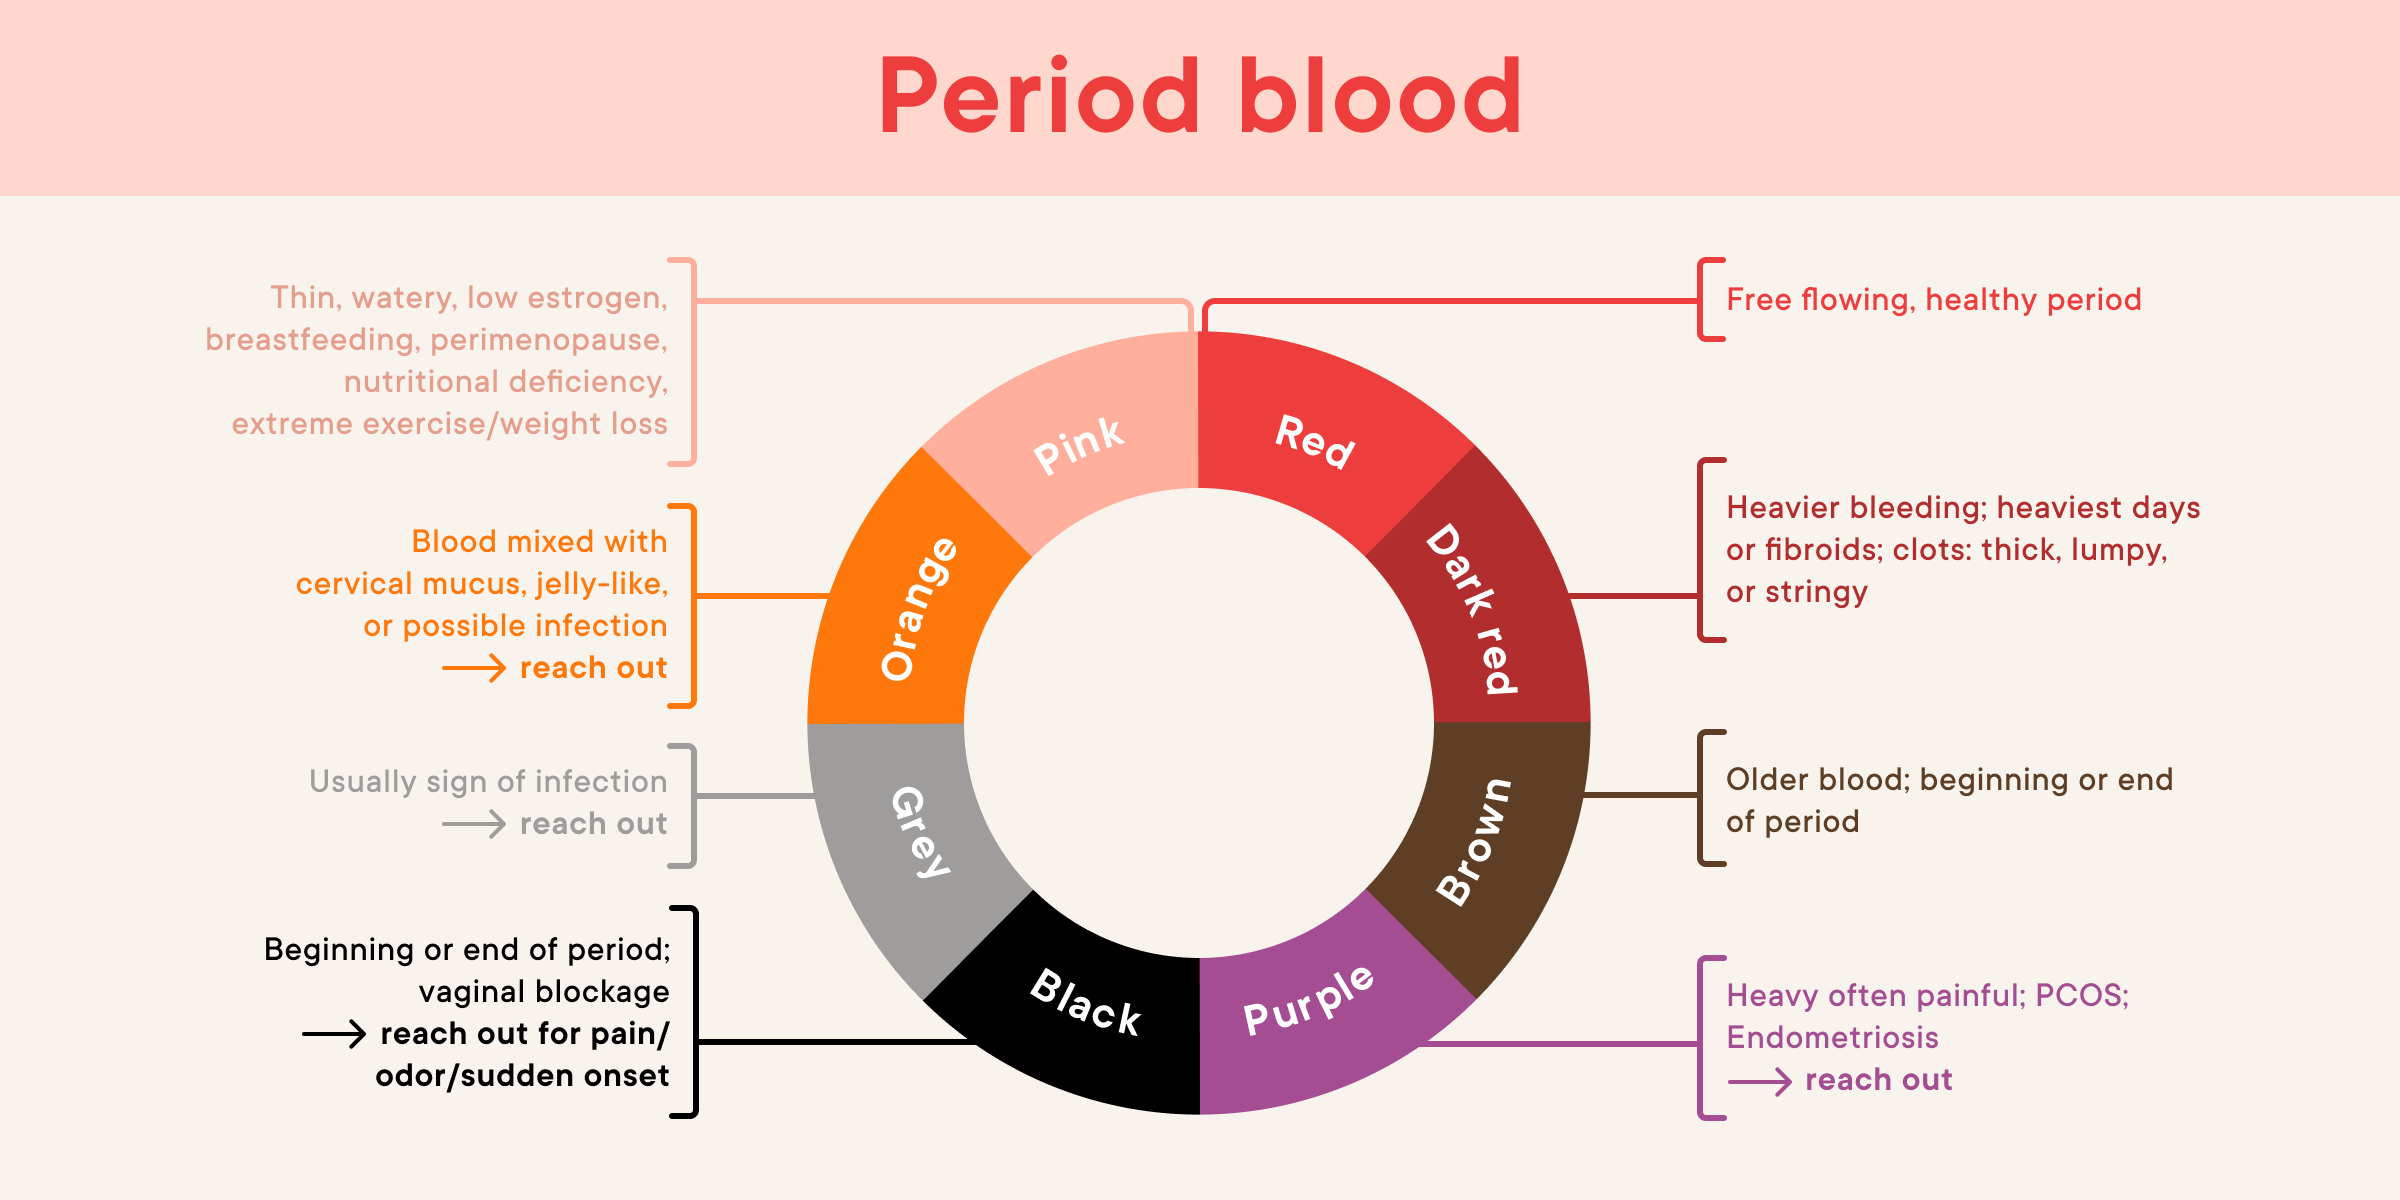 Period blood
Thin, watery, low estrogen,
breastfeeding, perimenopause,
nutritional deficiency,
extreme exercise/weight loss
Blood mixed with
cervical mucus, jelly-like,
or possible infection
→ reach out
Usually sign of infection
→ reach out
Beginning or end of period;
vaginal blockage
→ reach out for pain/
odor/sudden onset
Pink
Red
Orange
Dark red
Grey
Brown
Black
Purple
Free flowing, healthy period
Heavier bleeding; heaviest days
or fibroids; clots: thick, lumpy,
or stringy
Older blood; beginning or end
of period
Heavy often painful; PCOS;
Endometriosis
→ reach out